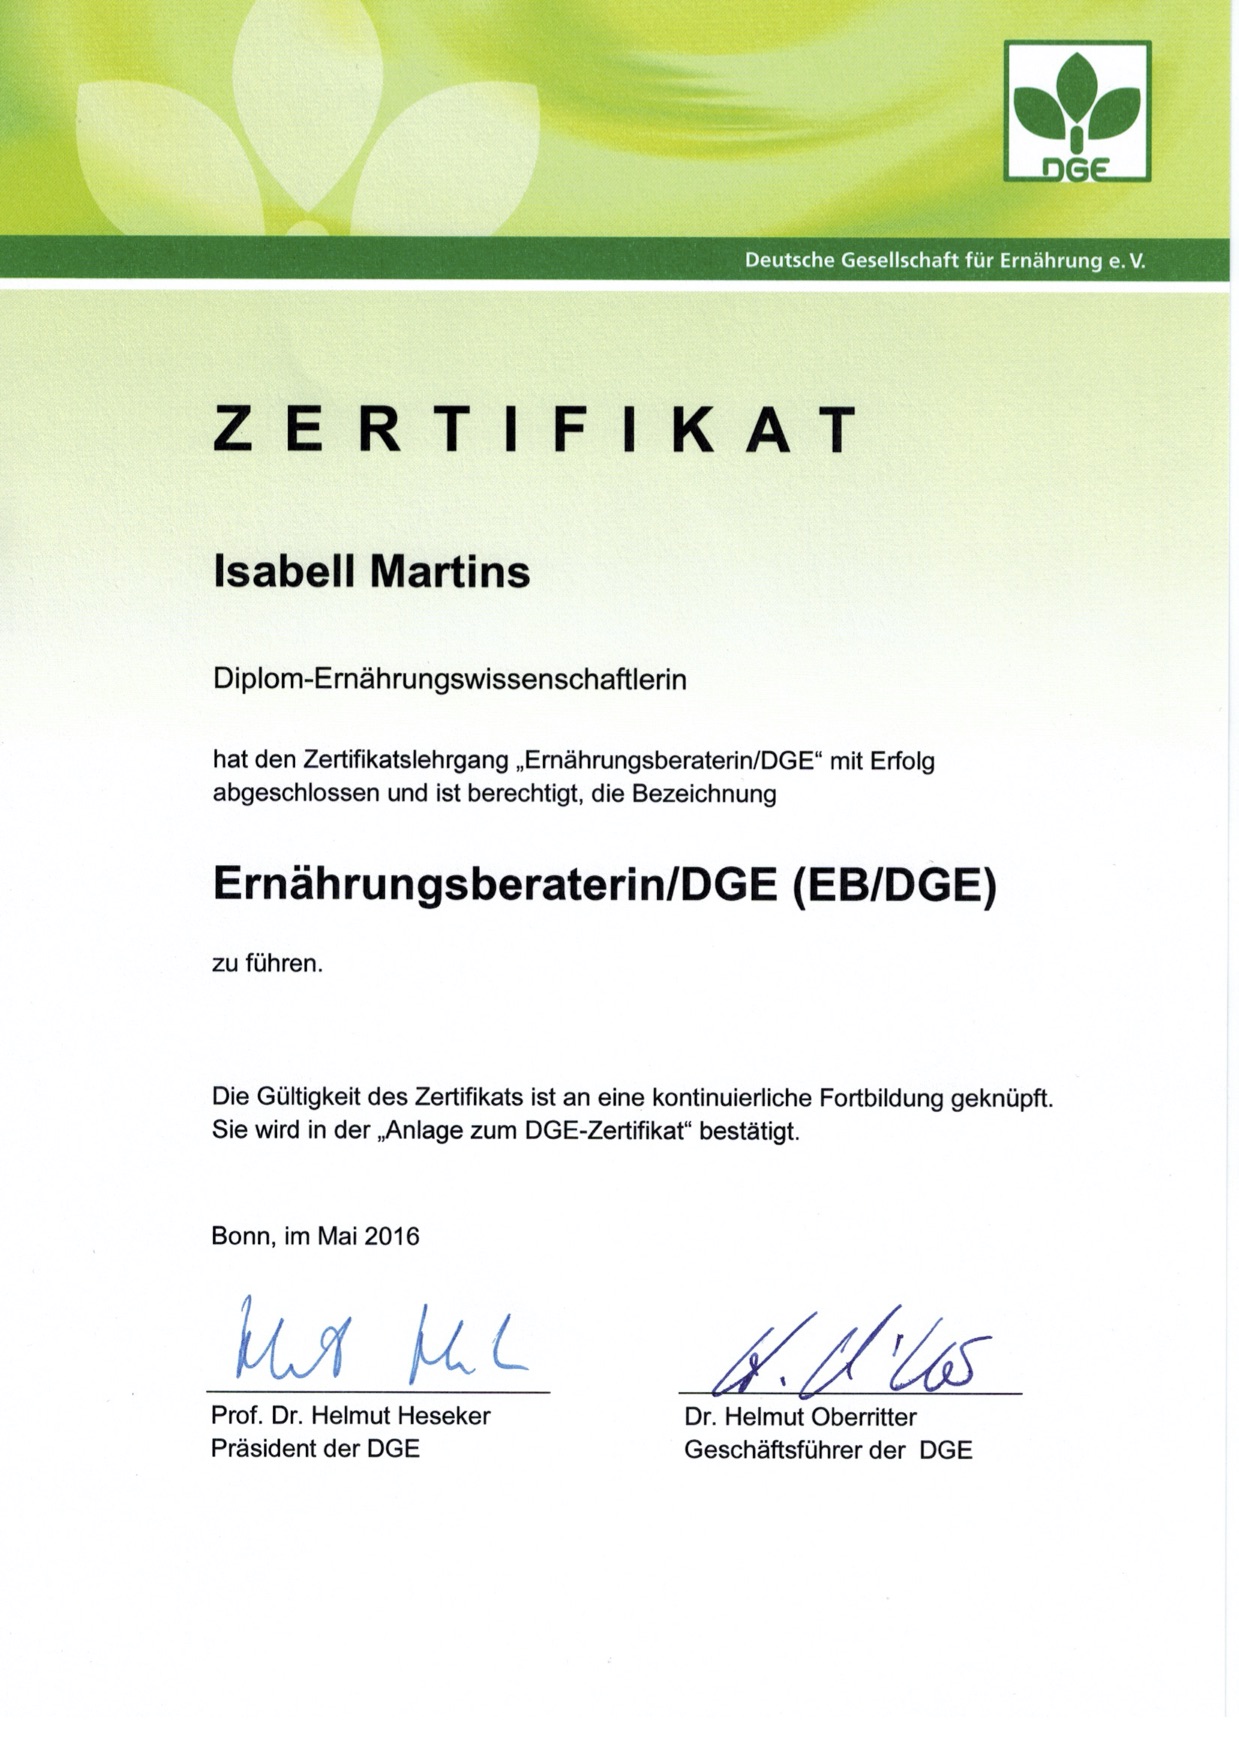 DGE
Deutsche Gesellschaft für Ernährung e. V.
ZERTIFIKAT
Isabell Martins
Diplom-Ernährungswissenschaftlerin
hat den Zertifikatslehrgang „Ernährungsberaterin/DGE“ mit Erfolg
abgeschlossen und ist berechtigt, die Bezeichnung
Ernährungsberaterin/DGE (EB/DGE)
zu führen.
Die Gültigkeit des Zertifikats ist an eine kontinuierliche Fortbildung geknüpft.
Sie wird in der „Anlage zum DGE-Zertifikat“ bestätigt.
Bonn, im Mai 2016
Prof. Dr. Helmut Heseker
Präsident der DGE
Dr. Helmut Oberritter
Geschäftsführer der DGE